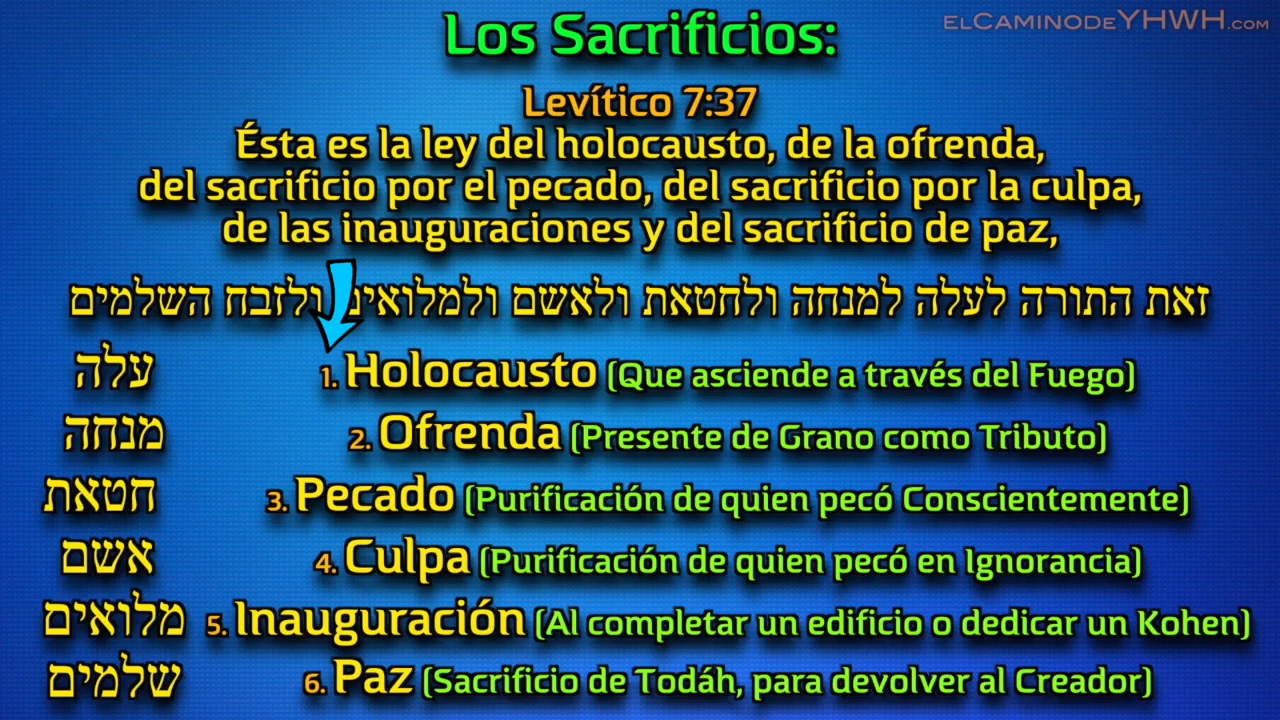 Los Sacrificios:
ELCAMINODEYHWH.COM
Levítico 7:37
Ésta es la ley del holocausto, de la ofrenda,
del sacrificio por el pecado, del sacrificio por la culpa,
de las inauguraciones y del sacrificio de paz,
זאת התורה לעלה למנחה ולחטאת ולאשם ולמלואים ולזבח השלמים
עלה 1. Holocausto (Que asciende a través del Fuego)
מנחה 2. Ofrenda (Presente de Grano como Tributo)
חטאת 3. Pecado (Purificación de quien pecó Conscientemente)
אשם 4. Culpa (Purificación de quien pecó en Ignorancia)
מלואים 5. Inauguración (Al completar un edificio o dedicar un Kohen)
שלמים 6. Paz (Sacrificio de Todáh, para devolver al Creador)